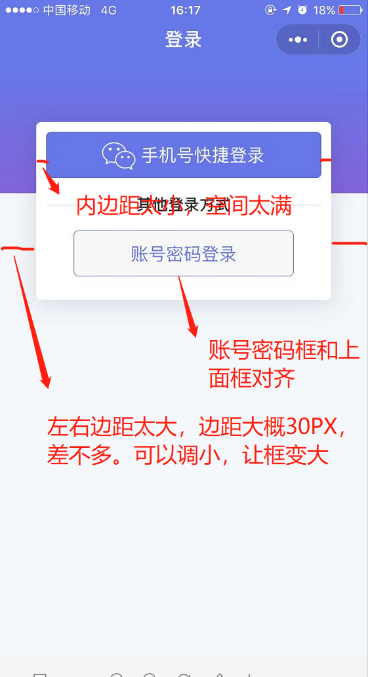 中国移动 4G 16:17 18%
登录
手机号快捷登录
其他登录方式
内边距太小，空间太满
账号密码登录
账号密码框和上
面框对齐
左右边距太大，边距大概30PX，
差不多。可以调小，让框变大